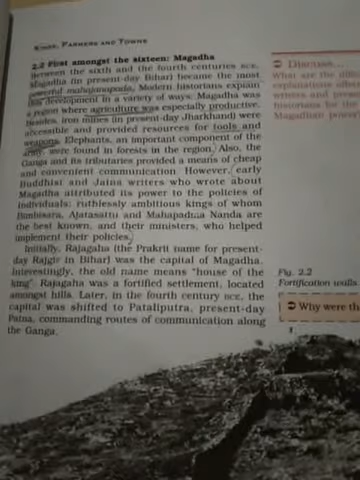 KINGS, FARMERS AND TOWNS
2.2 First amongst the sixteen: Magadha
Between the sixth and the fourth centuries BCE,
Magadha (in present-day Bihar) became the most
powerful mahajanapada. Modern historians explain
this development in a variety of ways: Magadha was
a region where agriculture was especially productive.
Besides, iron mines (in present-day Jharkhand) were
accessible and provided resources for tools and
weapons. Elephants, an important component of the
army, were found in forests in the region. Also, the
Ganga and its tributaries provided a means of cheap
and convenient communication. However, early
Buddhist and Jaina writers who wrote about
Magadha attributed its power to the policies of
individuals: ruthlessly ambitious kings of whom
Bimbisara, Ajatasattu and Mahapadma Nanda are
the best known, and their ministers, who helped
implement their policies.
Initially, Rajagaha (the Prakrit name for present-
day Rajgir in Bihar) was the capital of Magadha.
Interestingly, the old name means "house of the
king". Rajagaha was a fortified settlement, located
amongst hills. Later, in the fourth century BCE, the
capital was shifted to Pataliputra, present-day
Patna, commanding routes of communication along
the Ganga.
Discuss...
What are the
explanations
writers and
historians for the
Magadhan power
Fig. 2.2
Fortification walls
Why were th